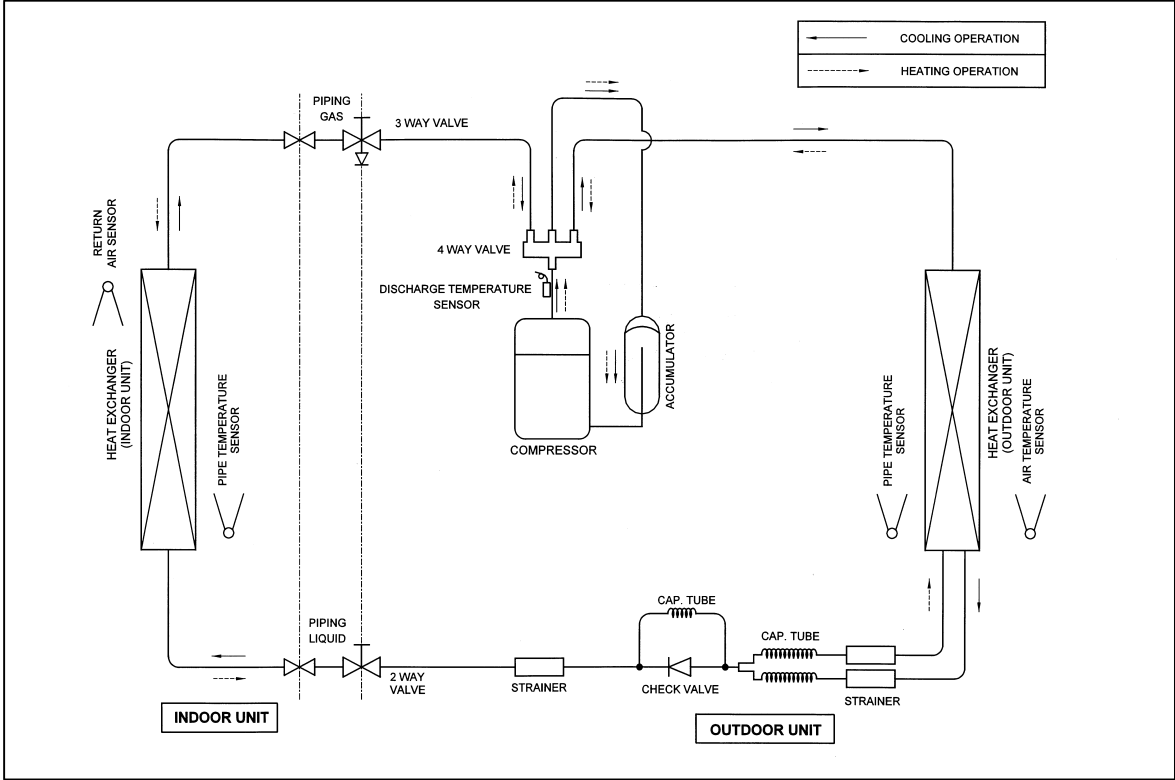 COOLING OPERATION
HEATING OPERATION
PIPING
GAS
3 WAY VALVE
RETURN
AIR SENSOR
4 WAY VALVE
DISCHARGE TEMPERATURE
SENSOR
HEAT EXCHANGER
(INDOOR UNIT)
PIPE TEMPERATURE
SENSOR
COMPRESSOR
ACCUMULATOR
PIPE TEMPERATURE
SENSOR
HEAT EXCHANGER
(OUTDOOR UNIT)
AIR TEMPERATURE
SENSOR
PIPING
LIQUID
2 WAY
VALVE
STRAINER
CAP. TUBE
CHECK VALVE
CAP. TUBE
STRAINER
INDOOR UNIT
OUTDOOR UNIT